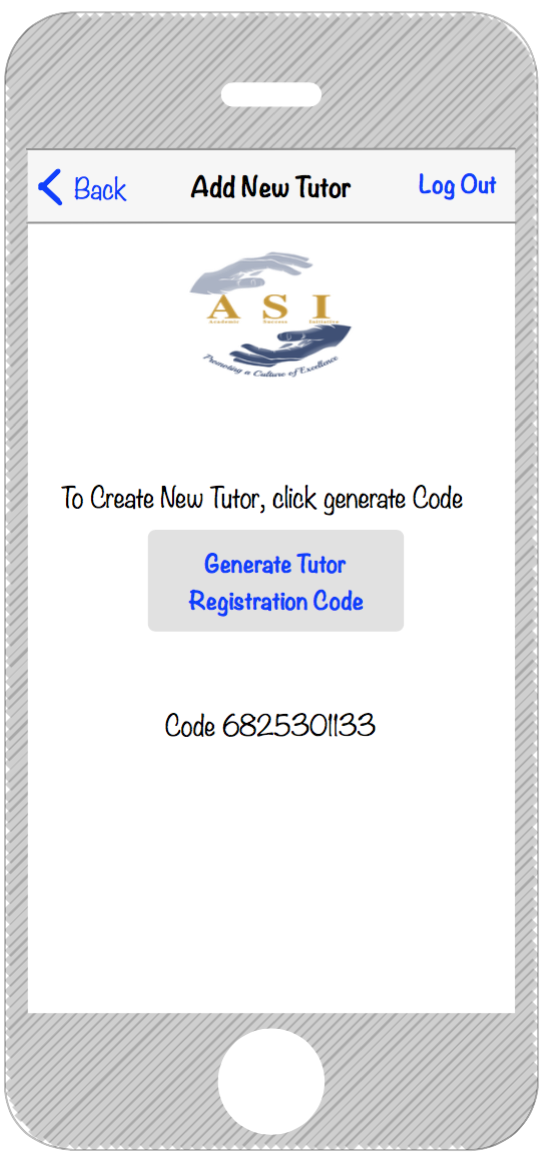 Back
Add New Tutor
Log Out
A S I
Academic Success Initiative
Promoting a Culture of Excellence
To Create New Tutor, click generate Code
Generate Tutor
Registration Code
Code 6825301133